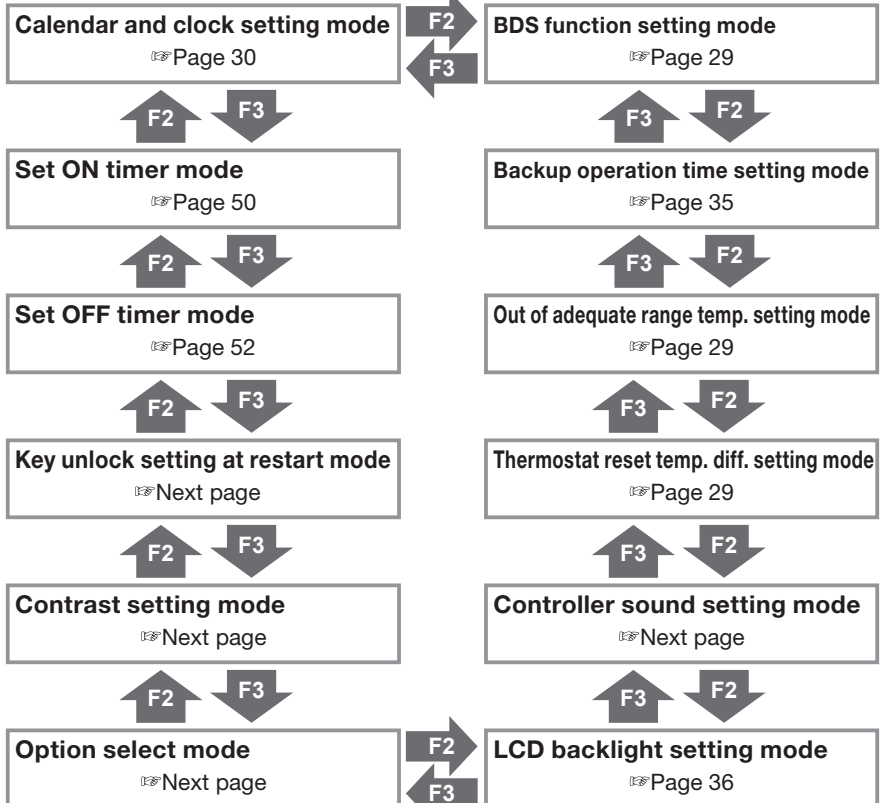 Calendar and clock setting mode
☞Page 30
F2
F3
BDS function setting mode
☞Page 29
F2
F3
F3
F2
Set ON timer mode
☞Page 50
Backup operation time setting mode
☞Page 35
F2
F3
F3
F2
Set OFF timer mode
☞Page 52
Out of adequate range temp. setting mode
☞Page 29
F2
F3
F3
F2
Key unlock setting at restart mode
☞Next page
Thermostat reset temp. diff. setting mode
☞Page 29
F2
F3
F3
F2
Contrast setting mode
☞Next page
Controller sound setting mode
☞Next page
F2
F3
F3
F2
Option select mode
☞Next page
F2
F3
LCD backlight setting mode
☞Page 36